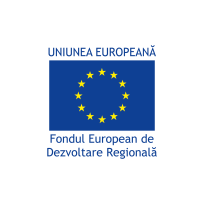 UNIUNEA EUROPEANĂ
Fondul European de
Dezvoltare Regională